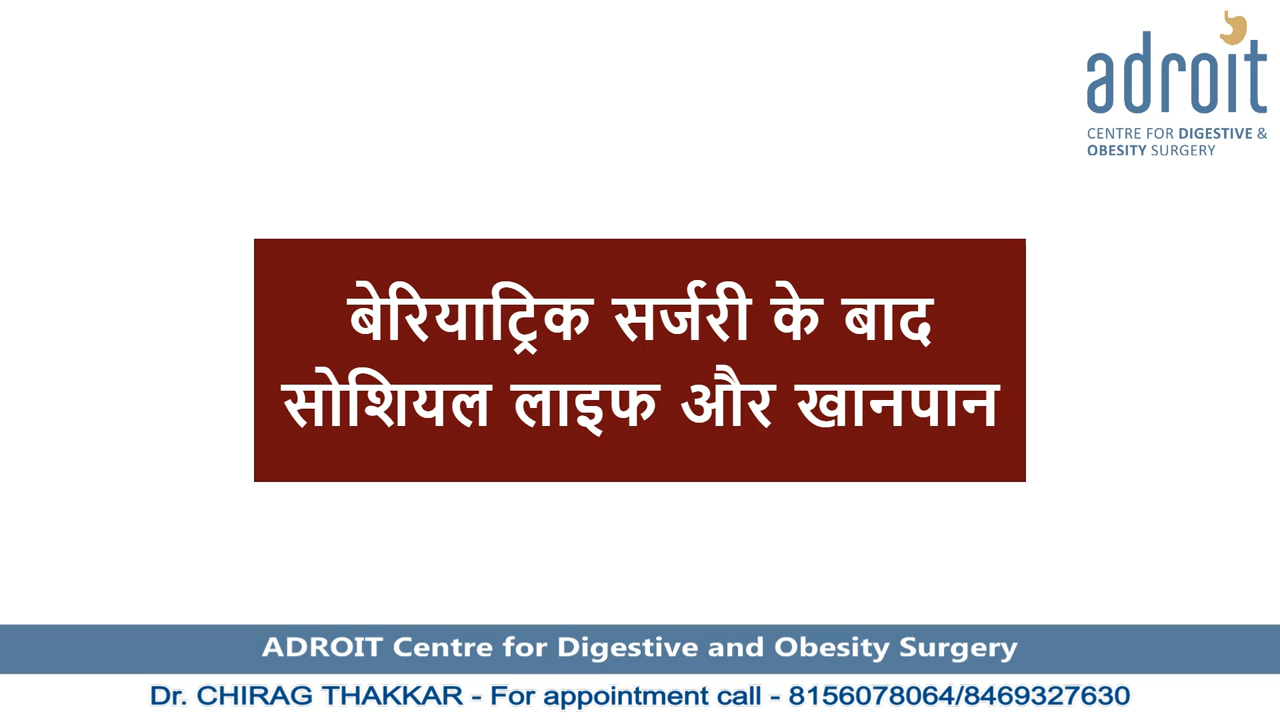 adroit
CENTRE FOR DIGESTIVE &
OBESITY SURGERY
बेरियाट्रिक सर्जरी के बाद
सोशियल लाइफ और खानपान
ADROIT Centre for Digestive and Obesity Surgery
Dr. CHIRAG THAKKAR - For appointment call - 8156078064/8469327630